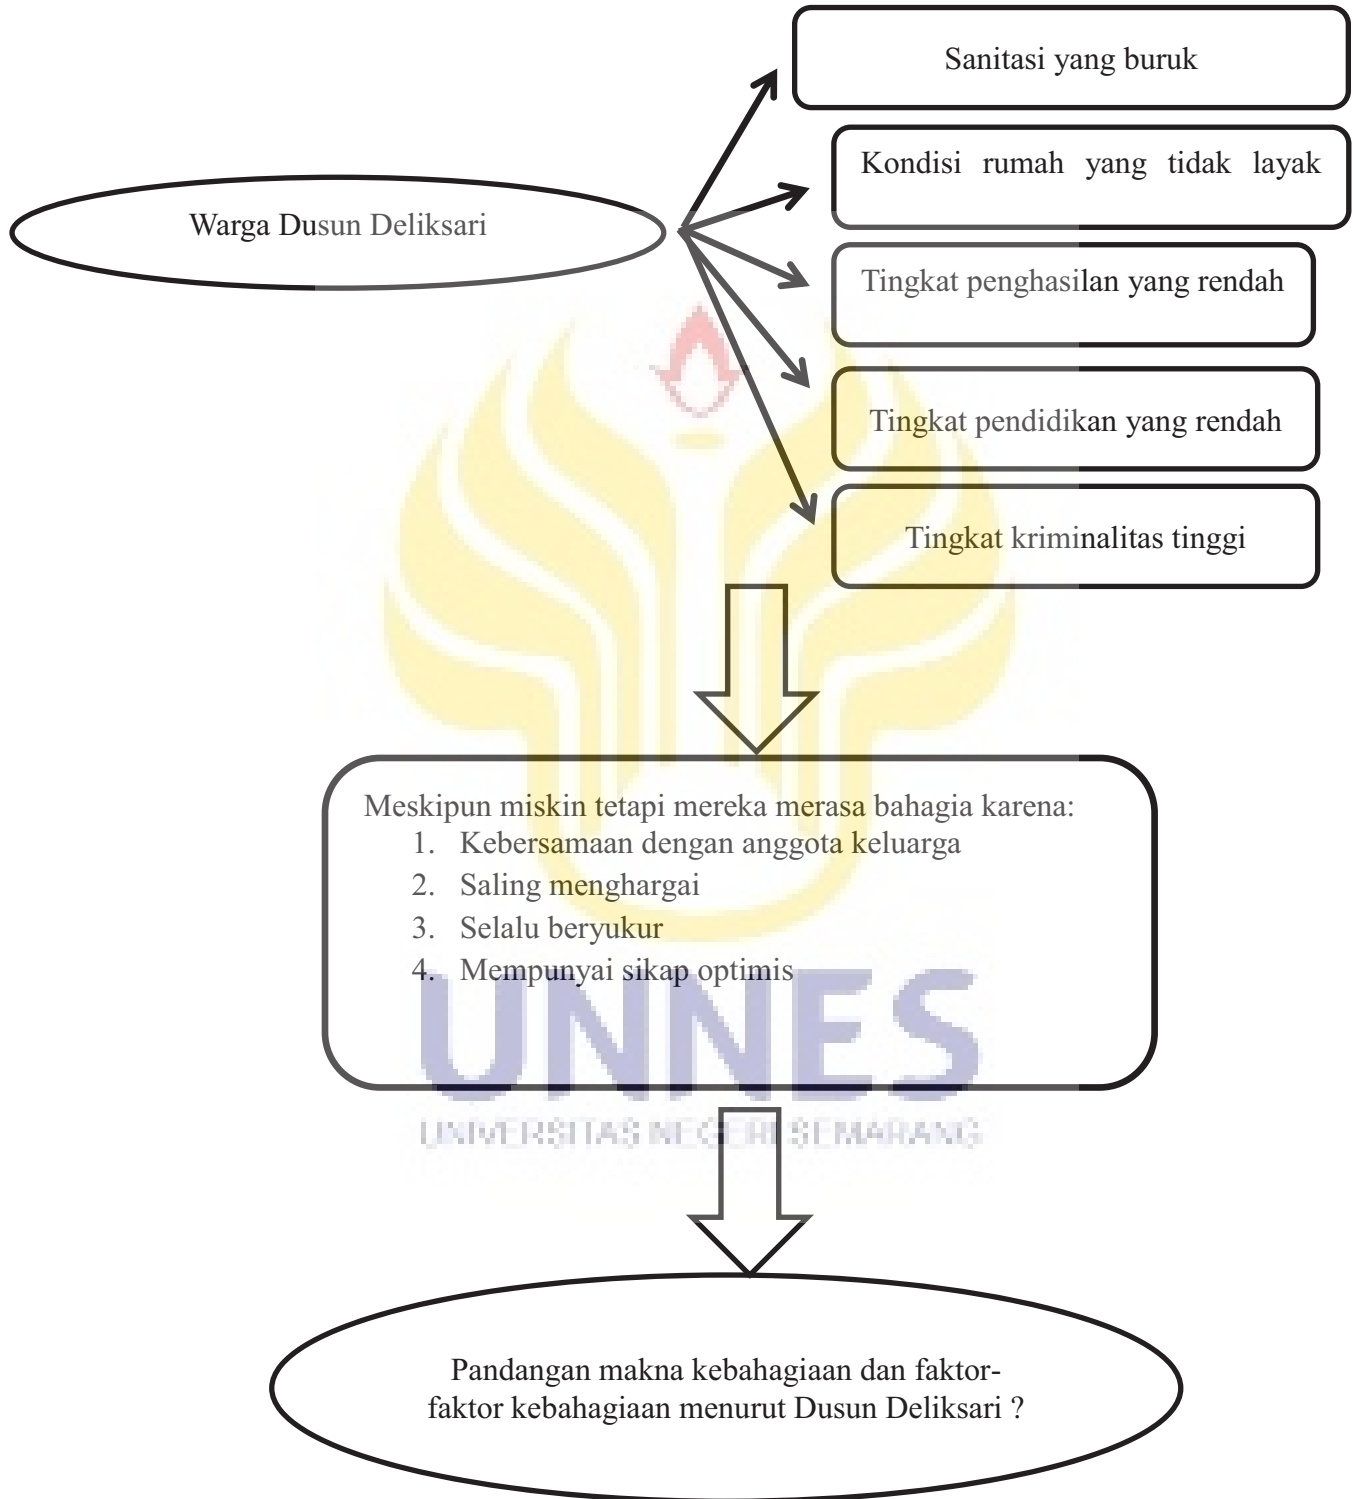 Sanitasi yang buruk
Kondisi rumah yang tidak layak
Warga Dusun Deliksari
Tingkat penghasilan yang rendah
Tingkat pendidikan yang rendah
Tingkat kriminalitas tinggi
Meskipun miskin tetapi mereka merasa bahagia karena:
1. Kebersamaan dengan anggota keluarga
2. Saling menghargai
3. Selalu beryukur
4. Mempunyai sikap optimis
UNNES
UNIVERSITAS NEGERI SEMARANG
Pandangan makna kebahagiaan dan faktor-
faktor kebahagiaan menurut Dusun Deliksari ?